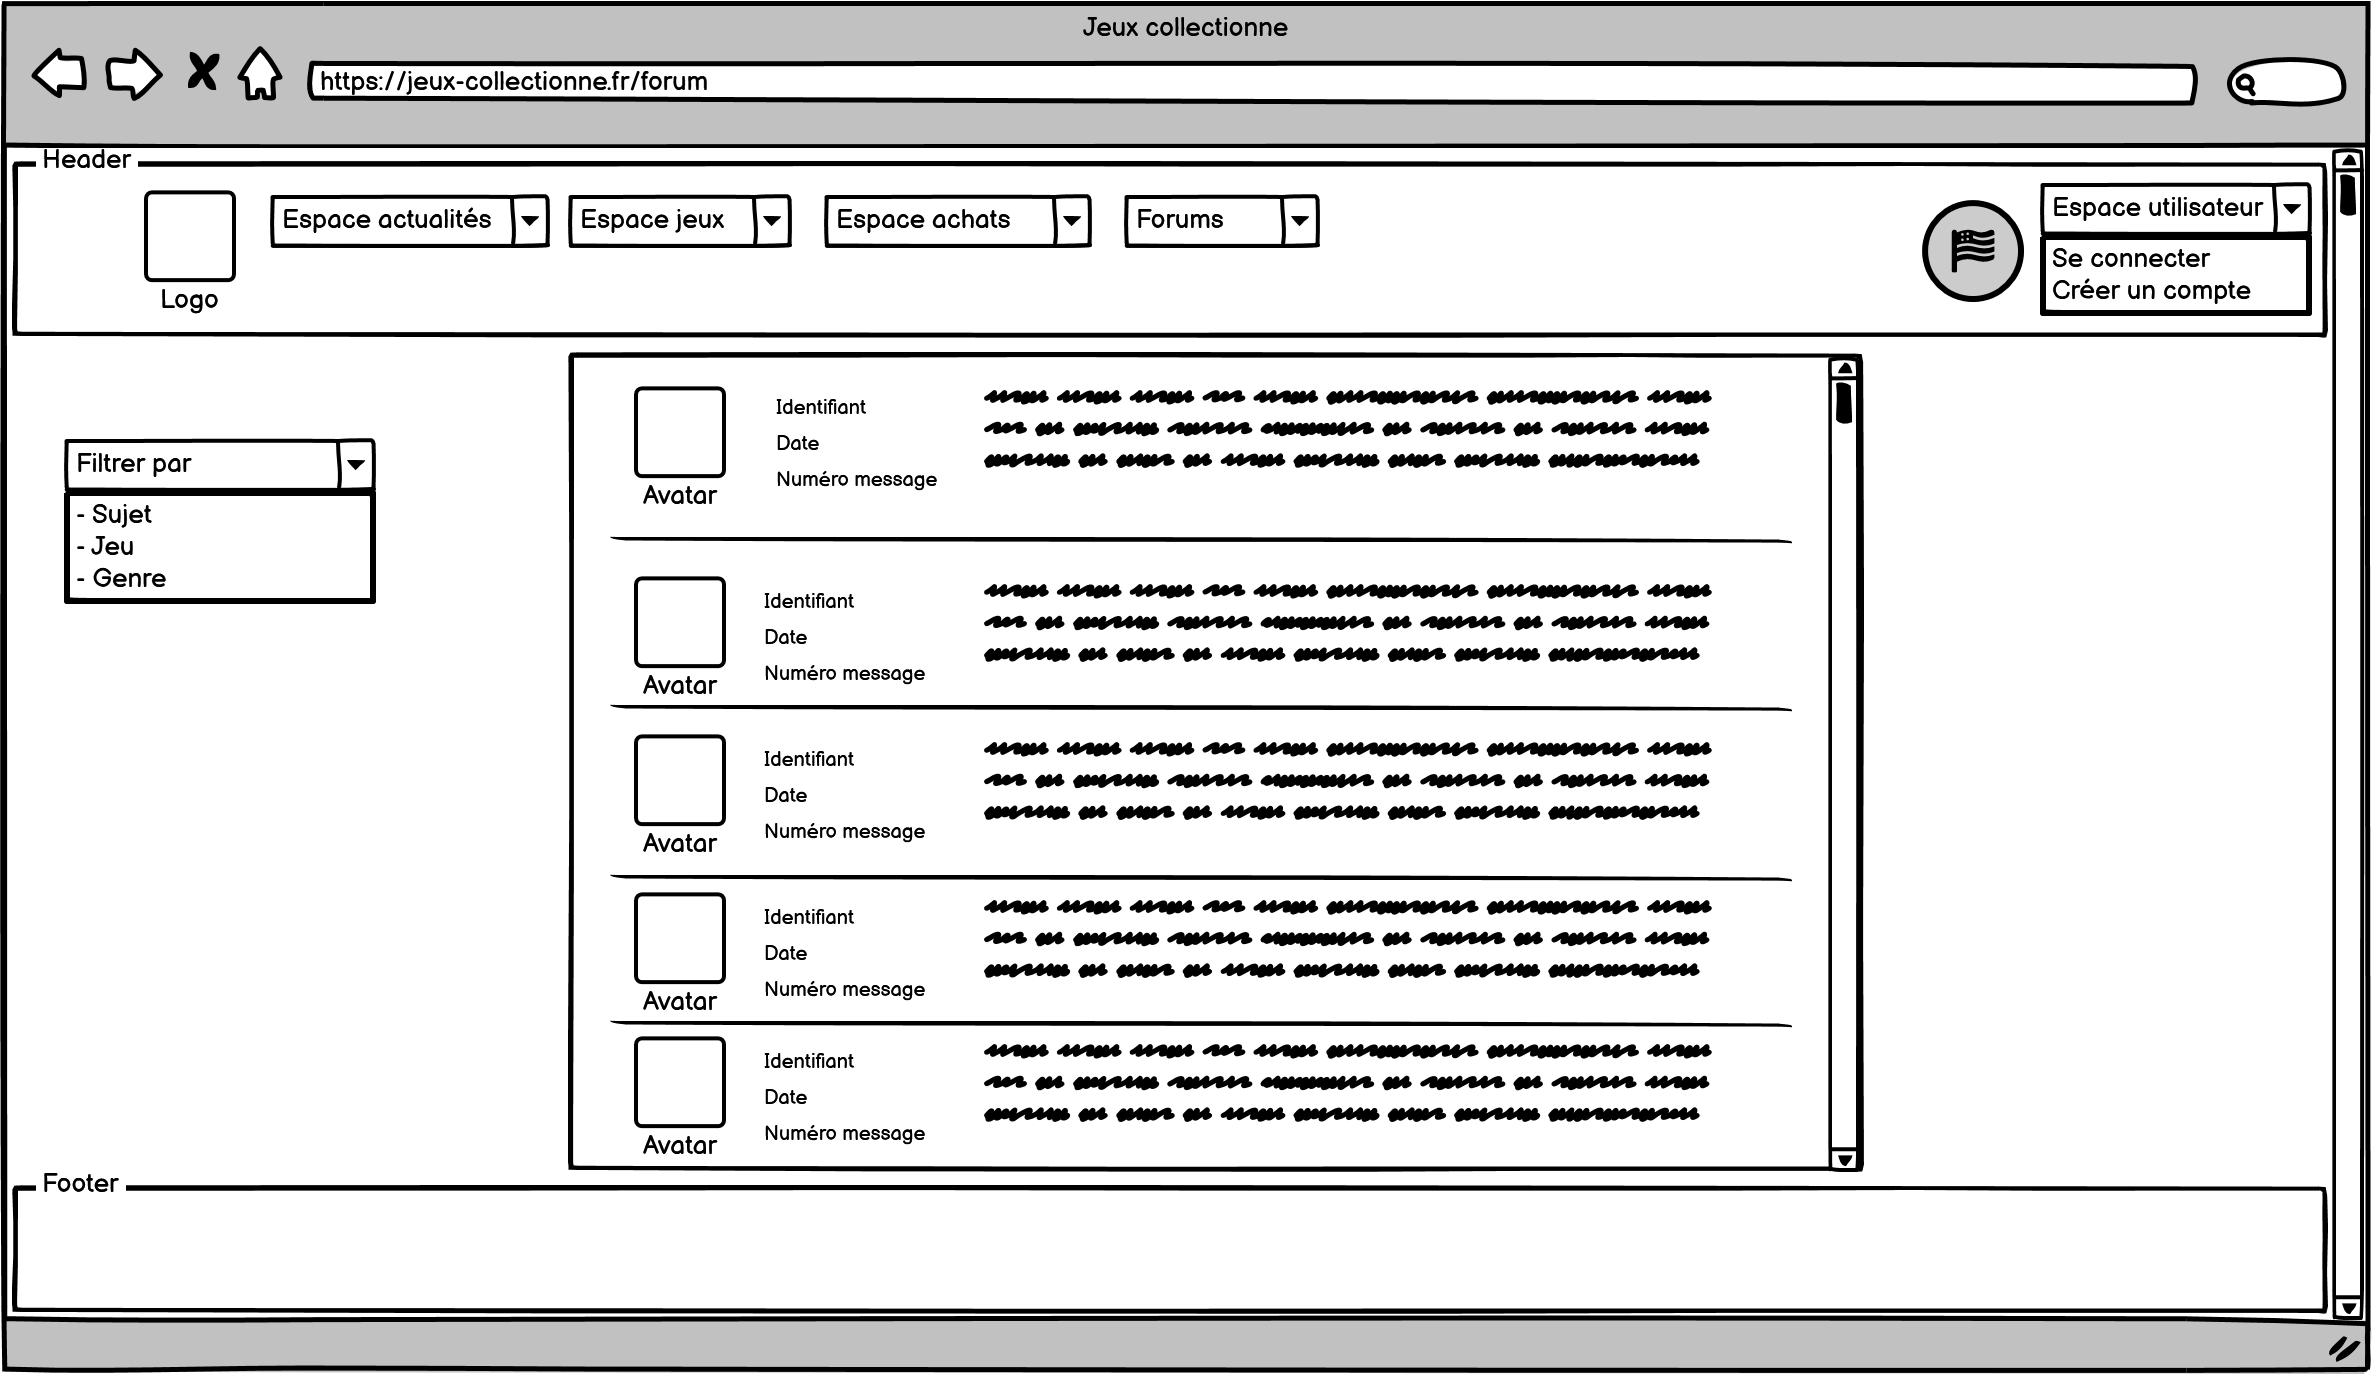 Jeux collectionne
https://jeux-collectionne.fr/forum
Header
Espace actualités
Espace jeux
Espace achats
Forums
Espace utilisateur
Se connecter
Créer un compte
Logo
Filtrer par
- Sujet
- Jeu
- Genre
Identifiant
Date
Numéro message
Avatar
Identifiant
Date
Numéro message
Avatar
Identifiant
Date
Numéro message
Avatar
Identifiant
Date
Numéro message
Avatar
Identifiant
Date
Numéro message
Avatar
Footer